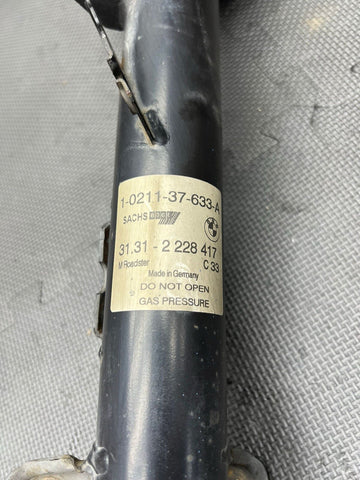 1-0211-37-633-A
SACHS BOGE
31.31 - 2 228 417
M Roadster C 33
Made in Germany
DO NOT OPEN
GAS PRESSURE